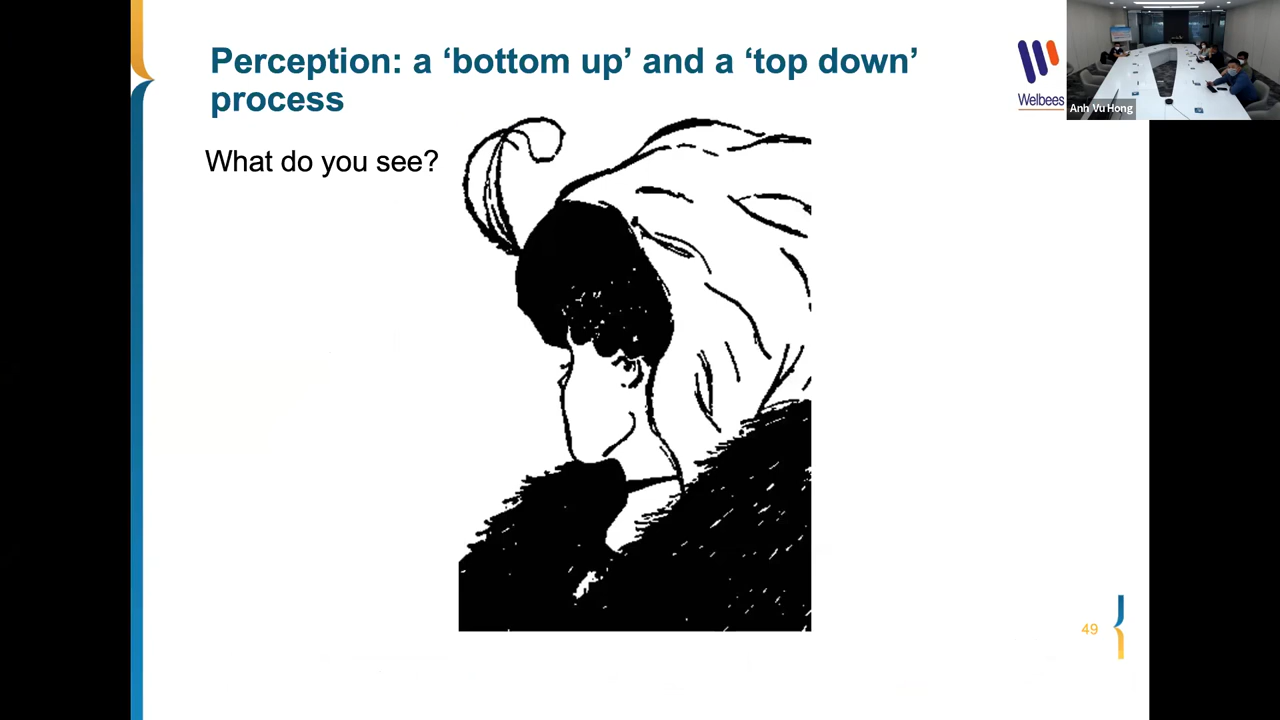 Perception: a ‘bottom up’ and a ‘top down’
process
What do you see?
Welbees
Anh Vu Hong
49